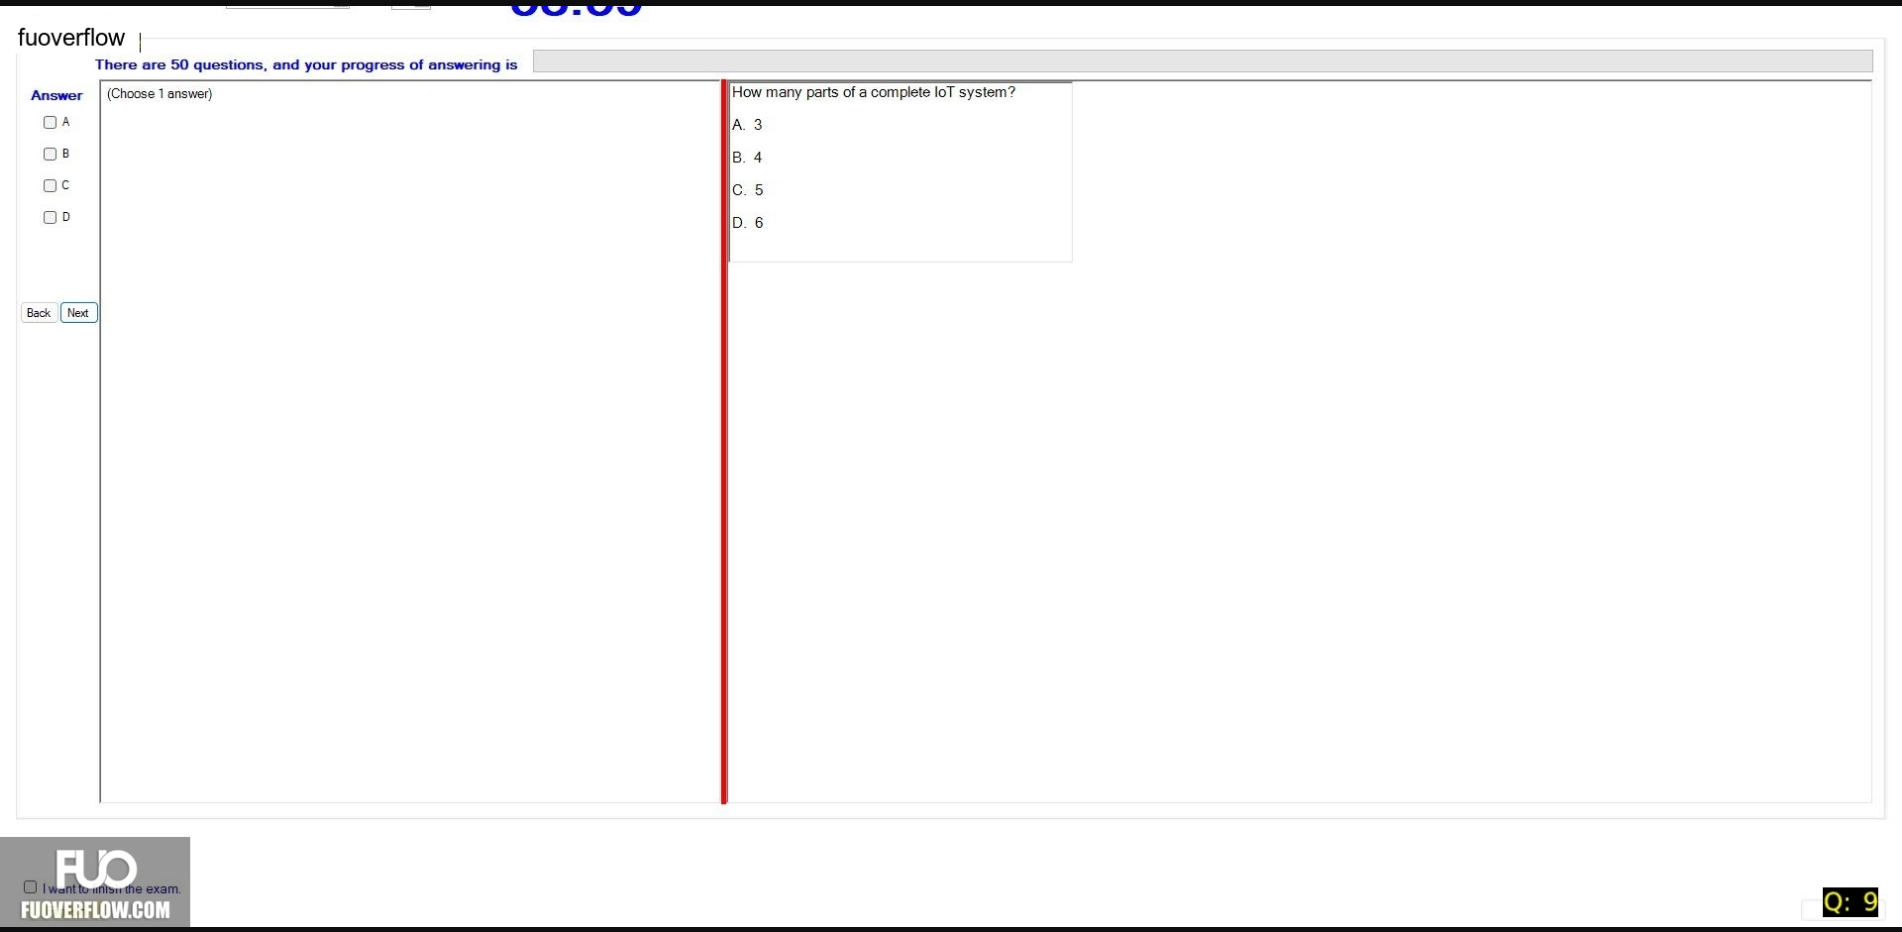 fuoverflow
There are 50 questions, and your progress of answering is
Answer
(Choose 1 answer)
A
B
C
D
Back Next
How many parts of a complete IoT system?
A. 3
B. 4
C. 5
D. 6
FUO
I want to finish the exam.
FUOVERFLOW.COM
Q: 9